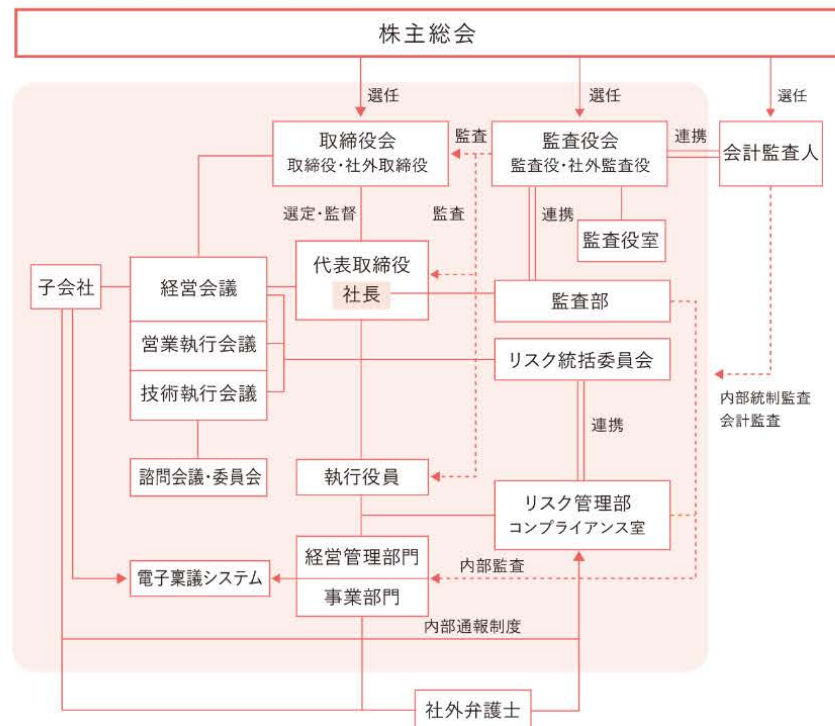 株主総会
選任
選任
選任
取締役会
取締役・社外取締役
監査
監査役会
監査役・社外監査役
連携
会計監査人
選定・監督
監査
連携
監査役室
子会社
経営会議
代表取締役
社長
監査部
営業執行会議
リスク統括委員会
技術執行会議
内部統制監査
会計監査
連携
諮問会議・委員会
執行役員
リスク管理部
コンプライアンス室
電子稟議システム
経営管理部門
内部監査
事業部門
内部通報制度
社外弁護士